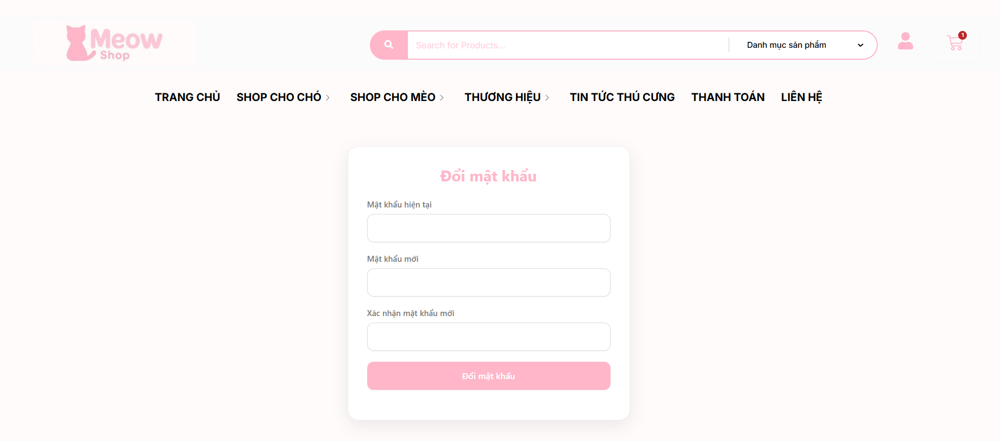 Meow
Shop
Search for Products...
Danh mục sản phẩm
1
TRANG CHỦ
SHOP CHO CHÓ
SHOP CHO MÈO
THƯƠNG HIỆU
TIN TỨC THÚ CƯNG
THANH TOÁN
LIÊN HỆ
Đổi mật khẩu
Mật khẩu hiện tại
Mật khẩu mới
Xác nhận mật khẩu mới
Đổi mật khẩu